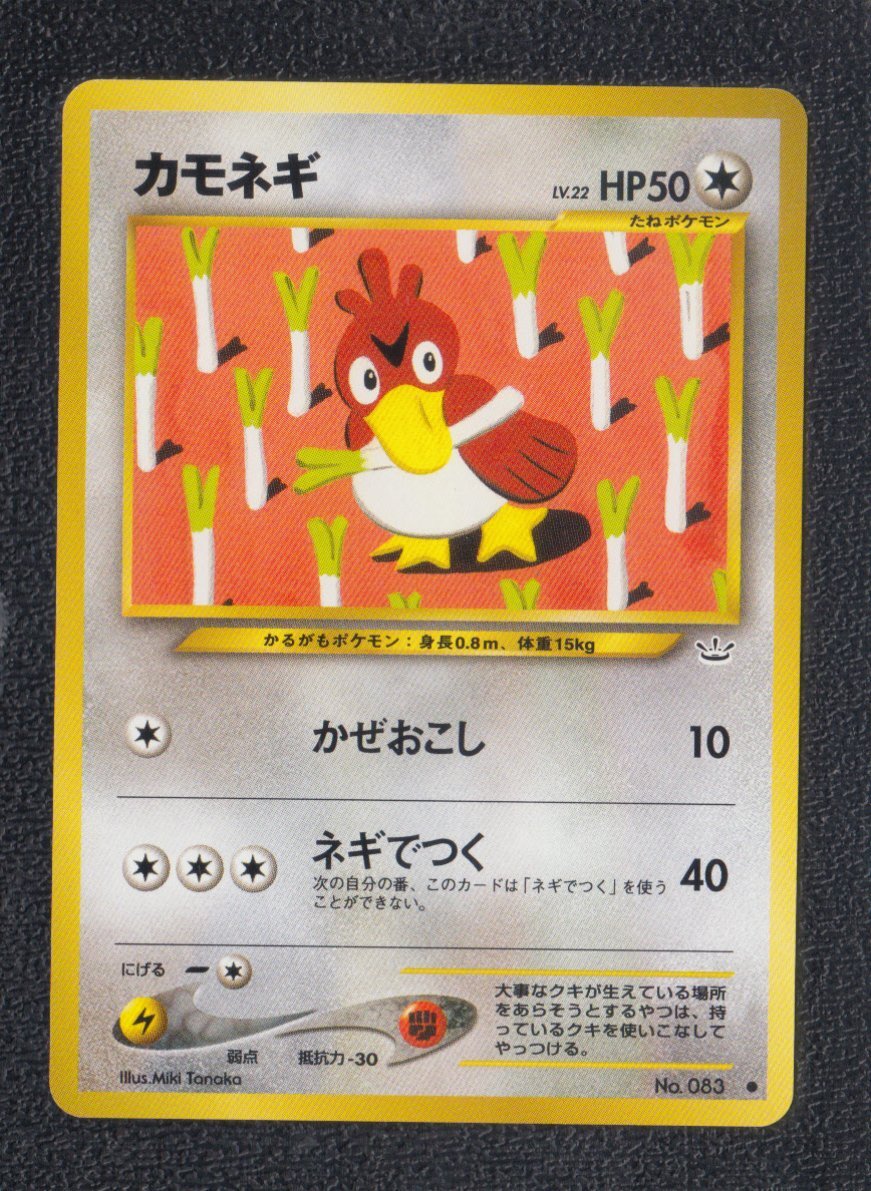 カモネギ
LV.22 HP50
たねポケモン
かるがもポケモン：身長0.8m、体重15kg
かぜおこし 10
ネギでつく 40
次の自分の番、このカードは「ネギでつく」を使う
ことができない。
にげる
大事なクキが生えている場所
をあらそうとするやつは、持
っているクキを使いこなして
やっつける。
弱点 抵抗力-30
Illus.Miki Tanaka
No. 083